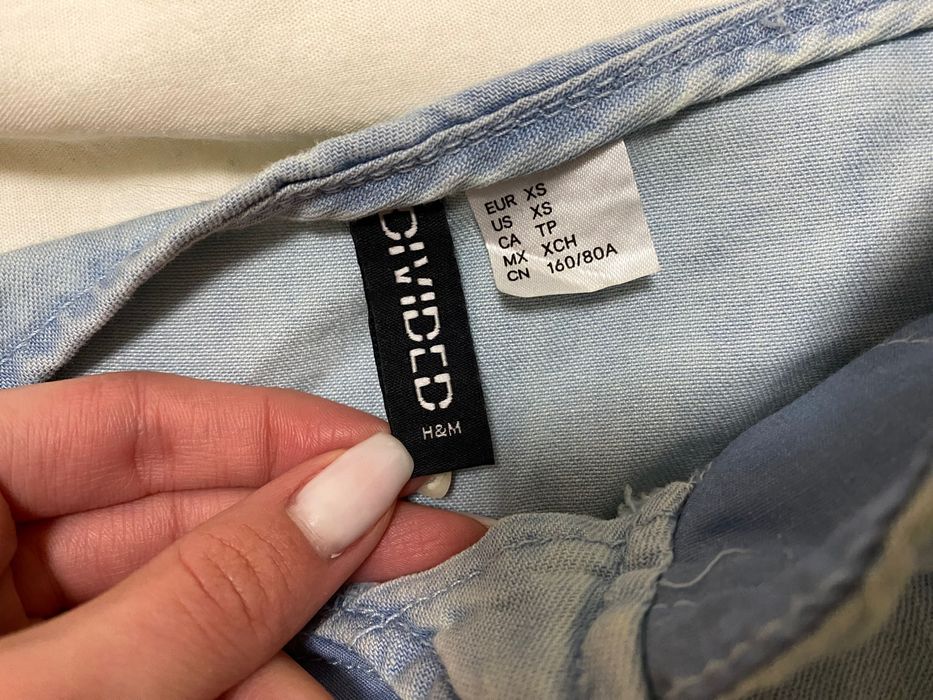 DIVIDED
H&M
EUR XS
US XS
CA TP
MX XCH
CN 160/80A